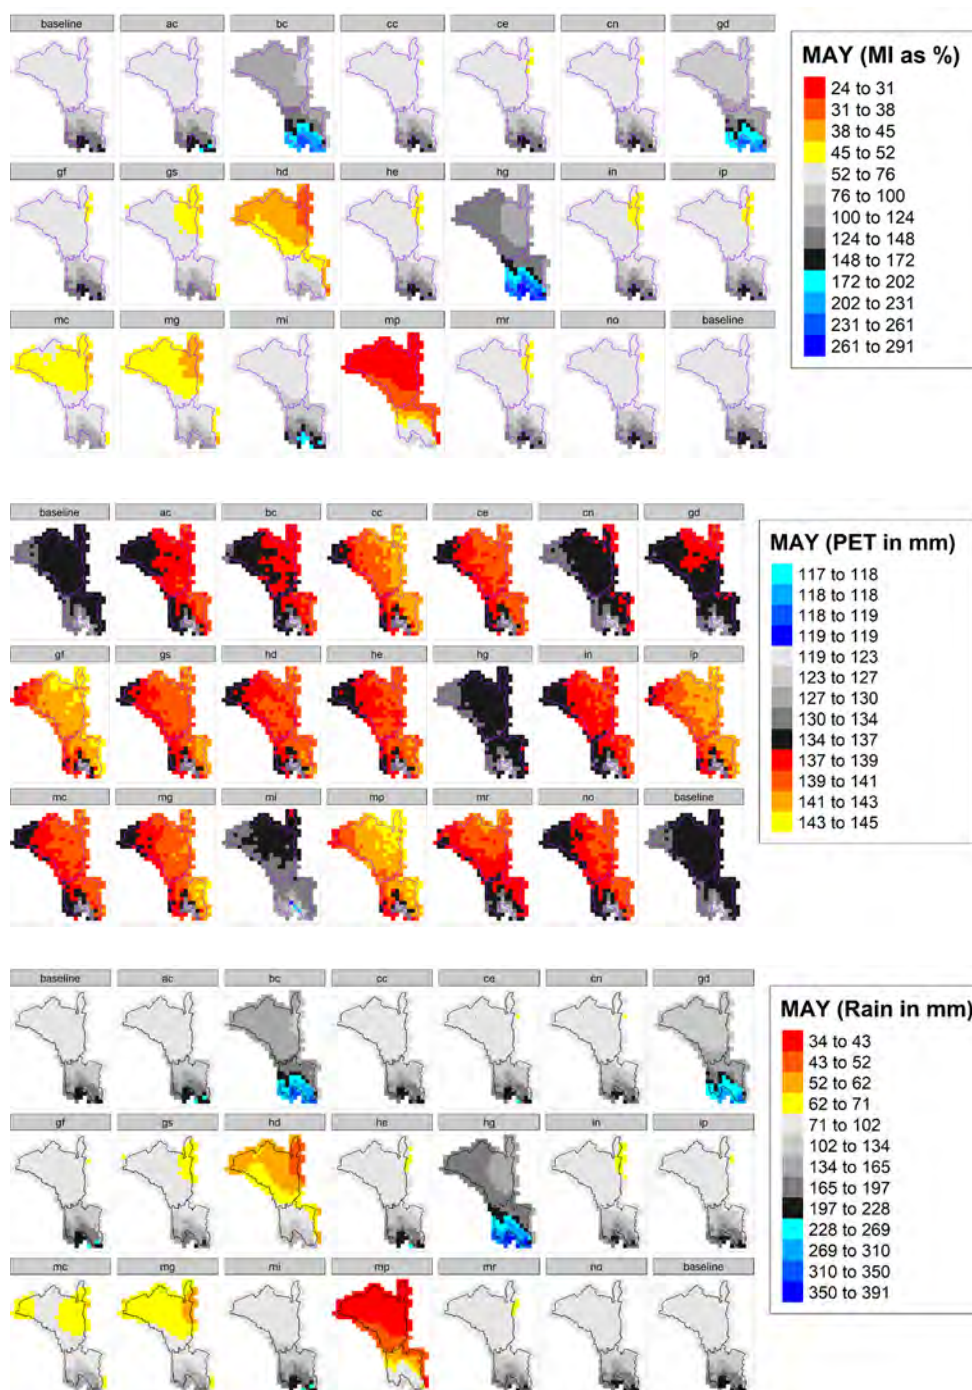 baseline ac bc cc ce cn gd
gf gs hd he hg in ip
mc mg mi mp mr no baseline
MAY (MI as %)
24 to 31
31 to 38
38 to 45
45 to 52
52 to 76
76 to 100
100 to 124
124 to 148
148 to 172
172 to 202
202 to 231
231 to 261
261 to 291
baseline ac bc cc ce cn gd
gf gs hd he hg in ip
mc mg mi mp mr no baseline
MAY (PET in mm)
117 to 118
118 to 118
118 to 119
119 to 119
119 to 123
123 to 127
127 to 130
130 to 134
134 to 137
137 to 139
139 to 141
141 to 143
143 to 145
baseline ac bc cc ce cn gd
gf gs hd he hg in ip
mc mg mi mp mr no baseline
MAY (Rain in mm)
34 to 43
43 to 52
52 to 62
62 to 71
71 to 102
102 to 134
134 to 165
165 to 197
197 to 228
228 to 269
269 to 310
310 to 350
350 to 391